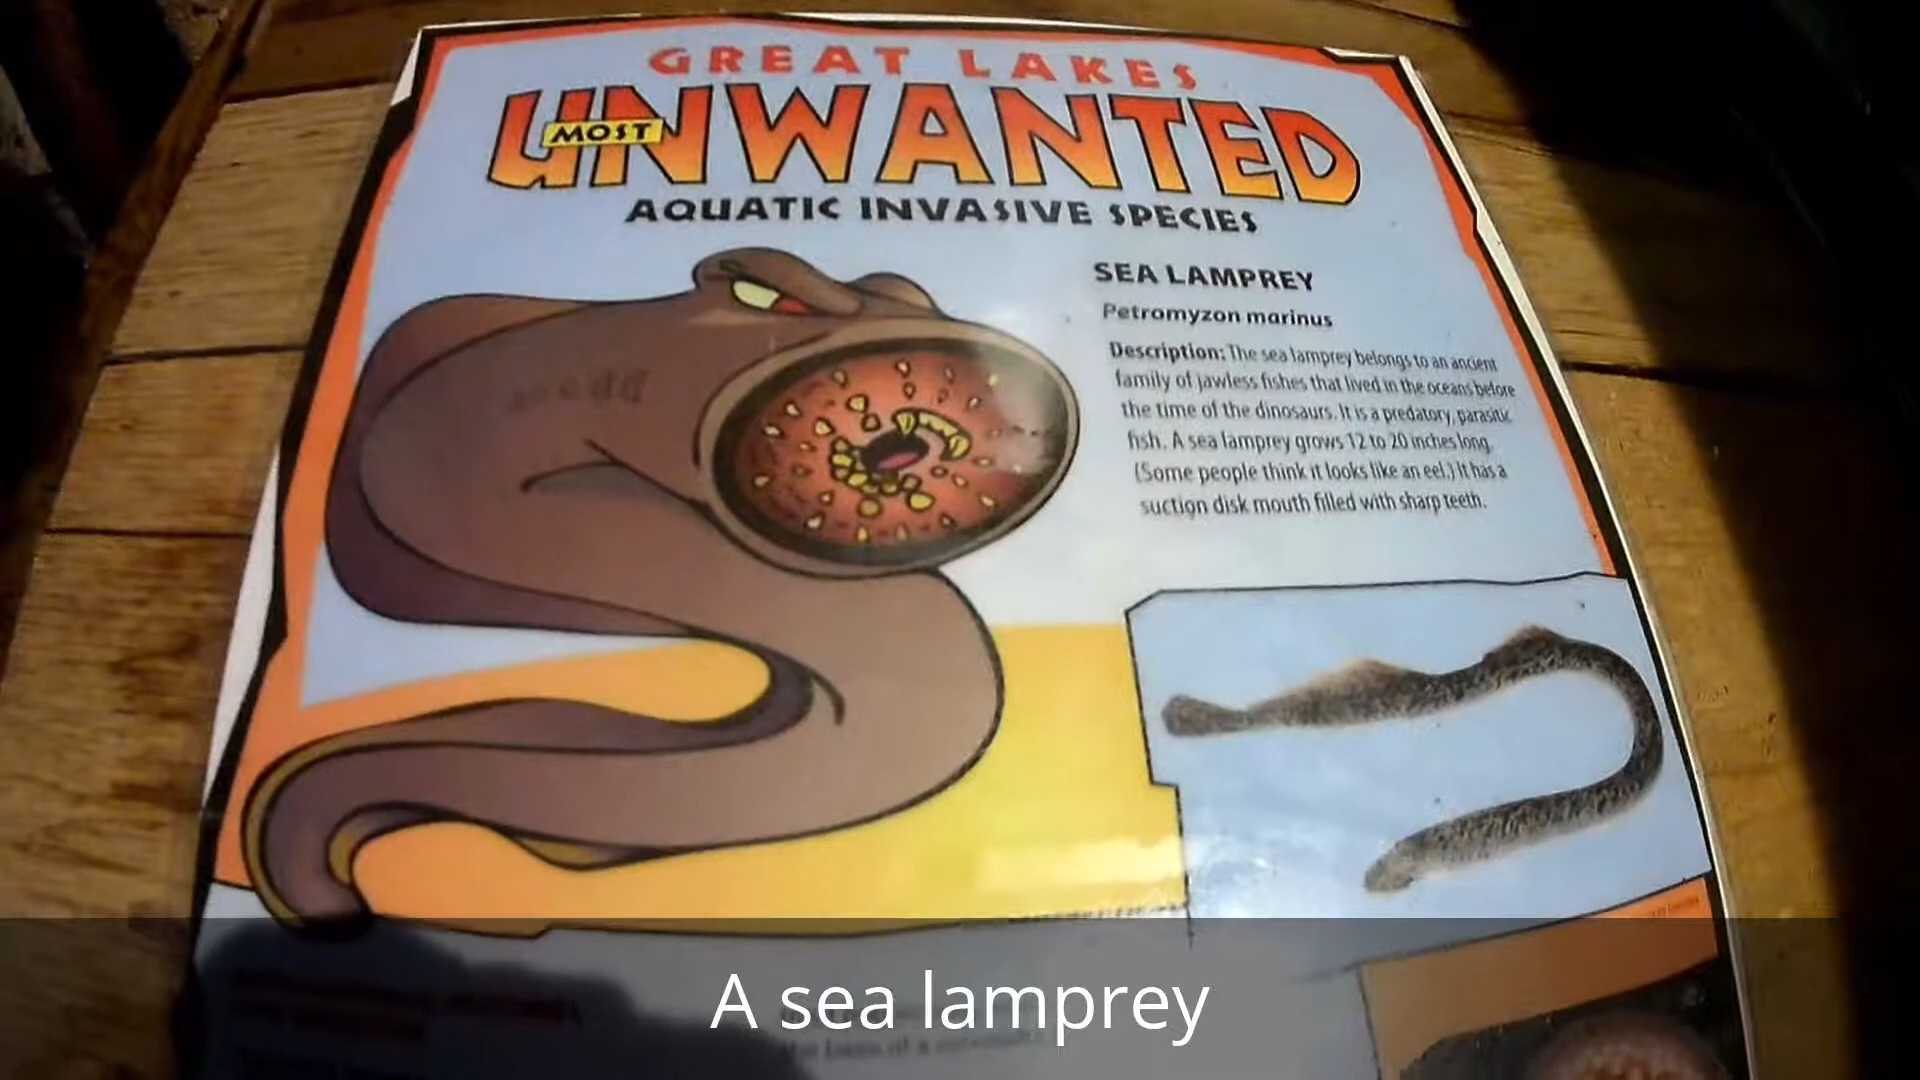 GREAT LAKES
MOST
UNWANTED
AQUATIC INVASIVE SPECIES
SEA LAMPREY
Petromyzon marinus
Description: The sea lamprey belongs to an ancient
family of jawless fishes that lived in the oceans before
the time of the dinosaurs. It is a predatory, parasitic
fish. A sea lamprey grows 12 to 20 inches long.
(Some people think it looks like an eel.) It has a
suction disk mouth filled with sharp teeth.
A sea lamprey